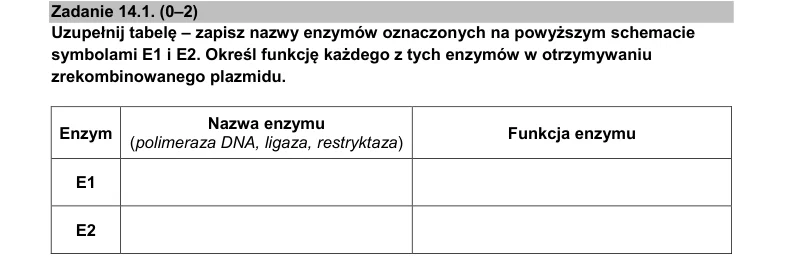 Zadanie 14.1. (0–2)
Uzupełnij tabelę – zapisz nazwy enzymów oznaczonych na powyższym schemacie
symbolami E1 i E2. Określ funkcję każdego z tych enzymów w otrzymywaniu
zrekombinowanego plazmidu.
Enzym
Nazwa enzymu
(polimeraza DNA, ligaza, restryktaza)
Funkcja enzymu
E1
E2